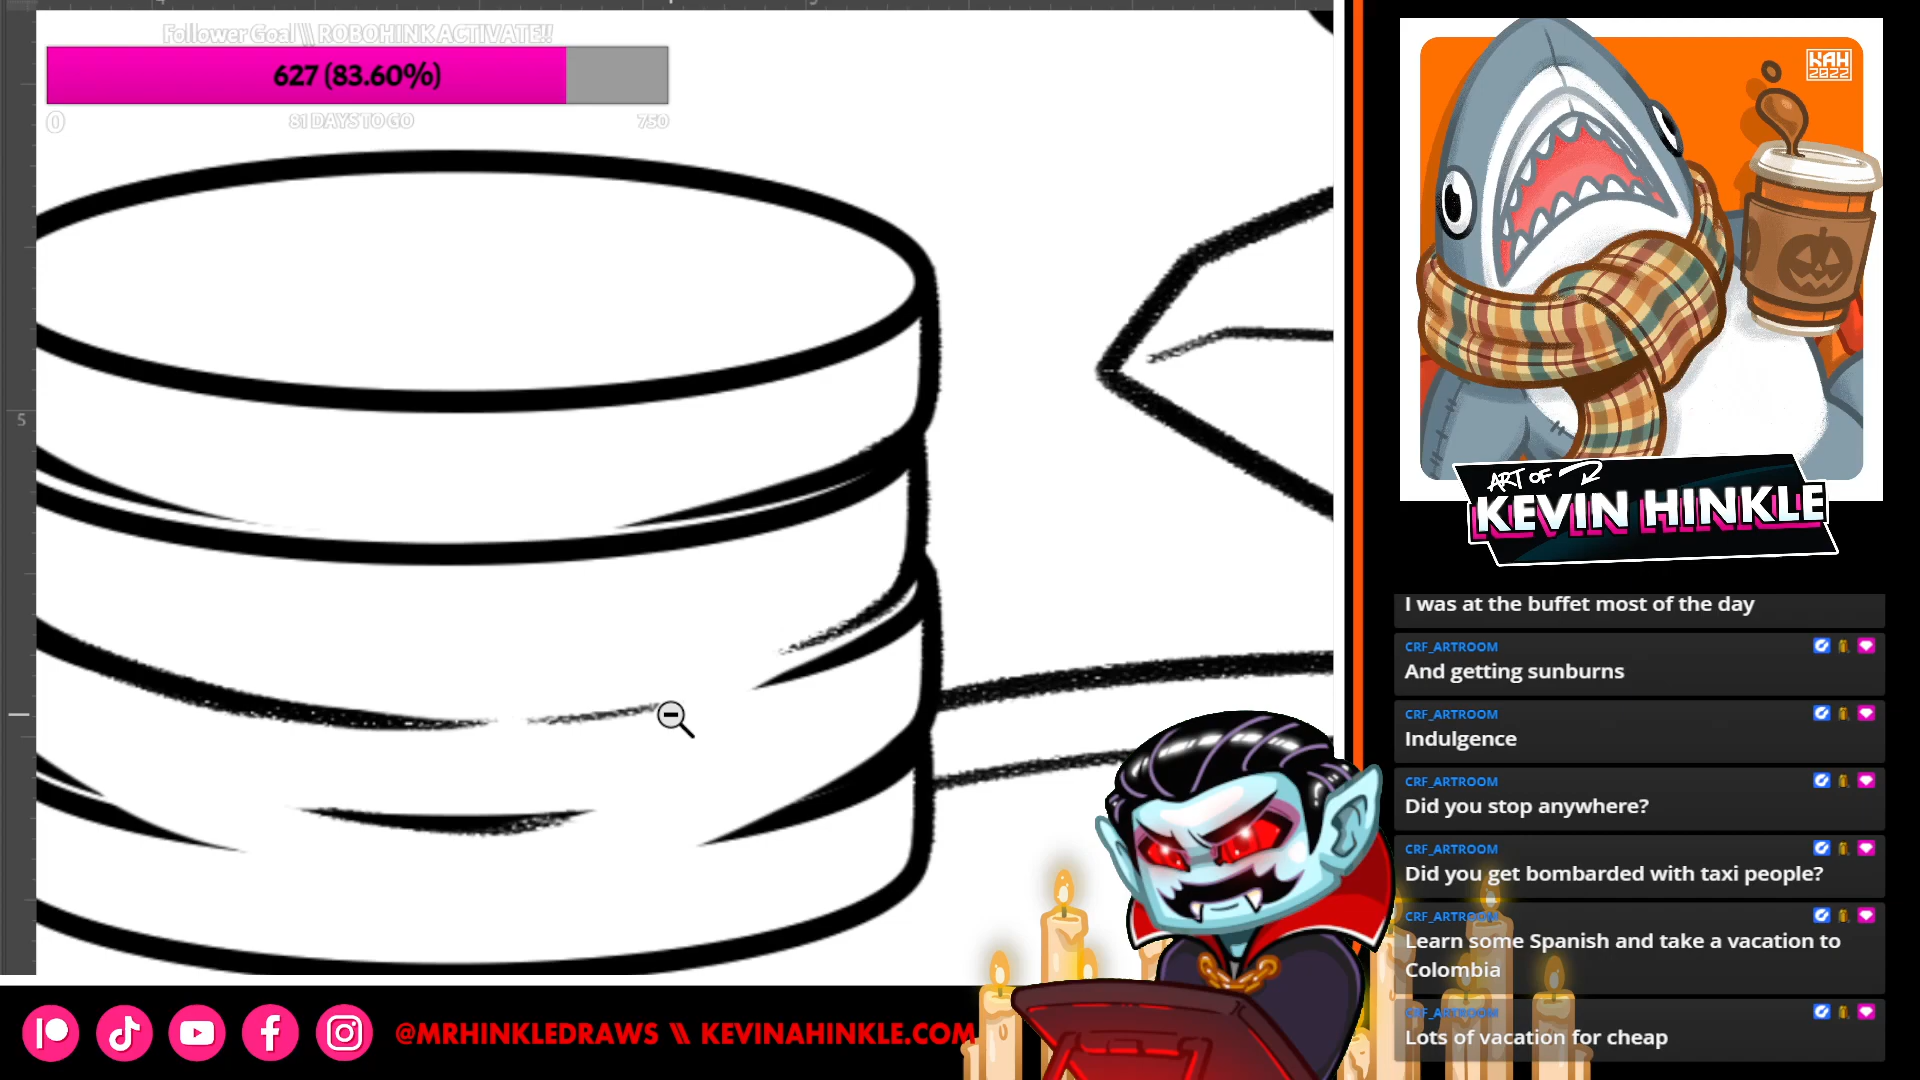 Follower Goal \\\ ROBOHINK ACTIVATE!!
627 (83.60%)
0
81 DAYS TO GO
750
5
KAH
2022
ART OF
KEVIN HINKLE
I was at the buffet most of the day
CRF_ARTROOM
And getting sunburns
CRF_ARTROOM
Indulgence
CRF_ARTROOM
Did you stop anywhere?
CRF_ARTROOM
Did you get bombarded with taxi people?
CRF_ARTROOM
Learn some Spanish and take a vacation to
Colombia
CRF_ARTROOM
Lots of vacation for cheap
@MRHINKLEDRAWS \\ KEVINAHINKLE.COM